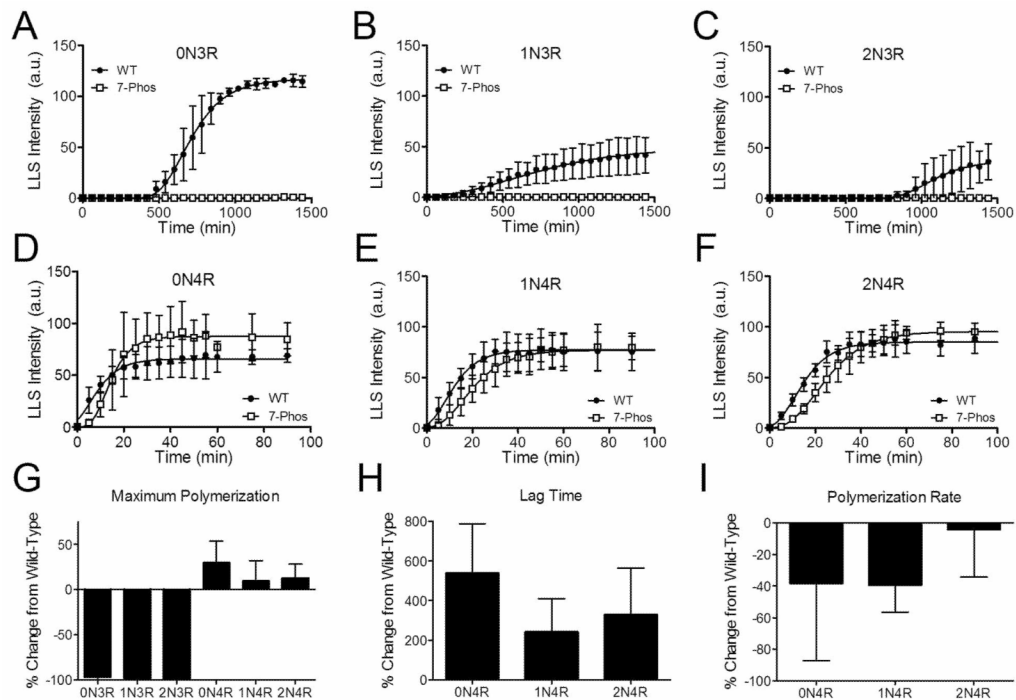 A
0N3R
LLS Intensity (a.u.)
150
100
50
0
WT
7-Phos
0 500 1000 1500
Time (min)
B
1N3R
LLS Intensity (a.u.)
150
100
50
0
WT
7-Phos
0 500 1000 1500
Time (min)
C
2N3R
LLS Intensity (a.u.)
150
100
50
0
WT
7-Phos
0 500 1000 1500
Time (min)
D
0N4R
LLS Intensity (a.u.)
150
100
50
0
WT
7-Phos
0 20 40 60 80 100
Time (min)
E
1N4R
LLS Intensity (a.u.)
150
100
50
0
WT
7-Phos
0 20 40 60 80 100
Time (min)
F
2N4R
LLS Intensity (a.u.)
150
100
50
0
WT
7-Phos
0 20 40 60 80 100
Time (min)
G
Maximum Polymerization
% Change from Wild-Type
50
0
-50
-100
0N3R 1N3R 2N3R 0N4R 1N4R 2N4R
H
Lag Time
% Change from Wild-Type
800
600
400
200
0
0N4R 1N4R 2N4R
I
Polymerization Rate
% Change from Wild-Type
0
-20
-40
-60
-80
-100
0N4R 1N4R 2N4R